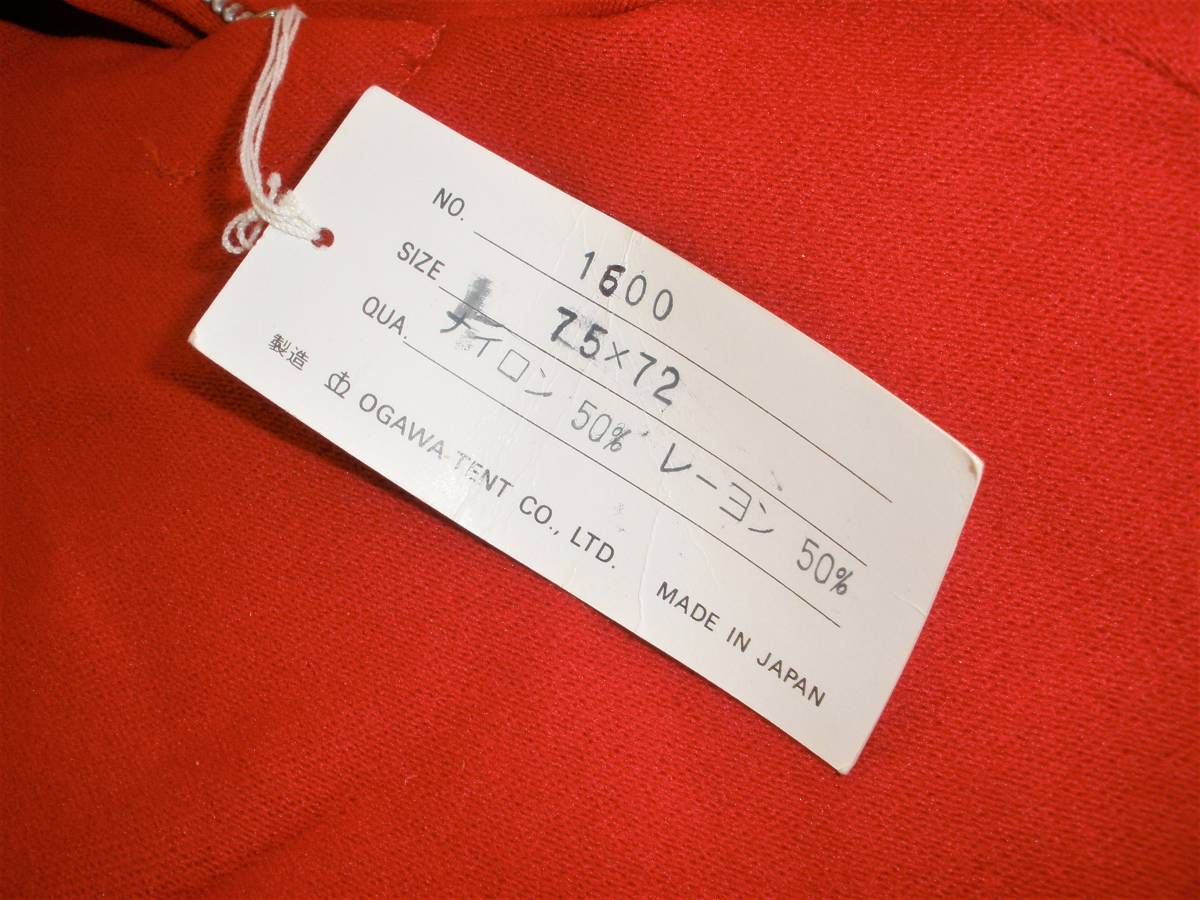 NO. 1600
SIZE 75×72
QUA. ナイロン 50% レーヨン 50%
製造 OGAWA-TENT CO., LTD. MADE IN JAPAN